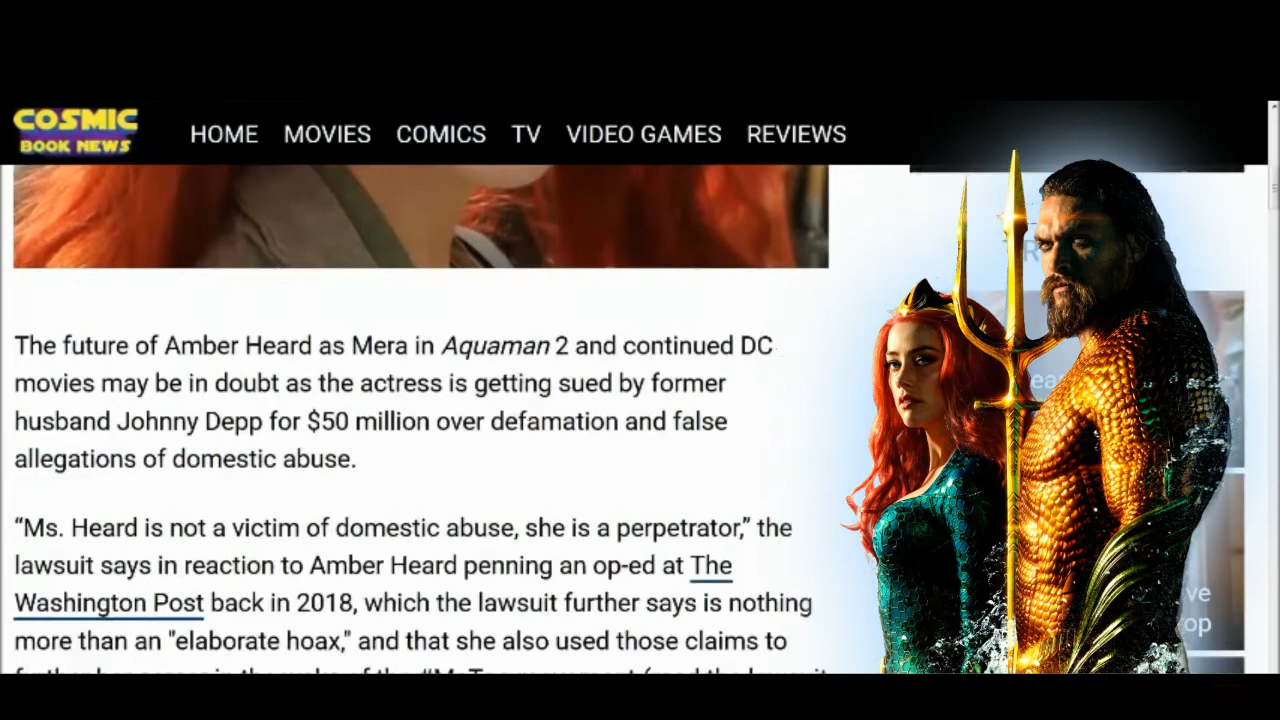 COSMIC
BOOK NEWS
HOME MOVIES COMICS TV VIDEO GAMES REVIEWS
The future of Amber Heard as Mera in Aquaman 2 and continued DC
movies may be in doubt as the actress is getting sued by former
husband Johnny Depp for $50 million over defamation and false
allegations of domestic abuse.
“Ms. Heard is not a victim of domestic abuse, she is a perpetrator,” the
lawsuit says in reaction to Amber Heard penning an op-ed at The
Washington Post back in 2018, which the lawsuit further says is nothing
more than an "elaborate hoax," and that she also used those claims to